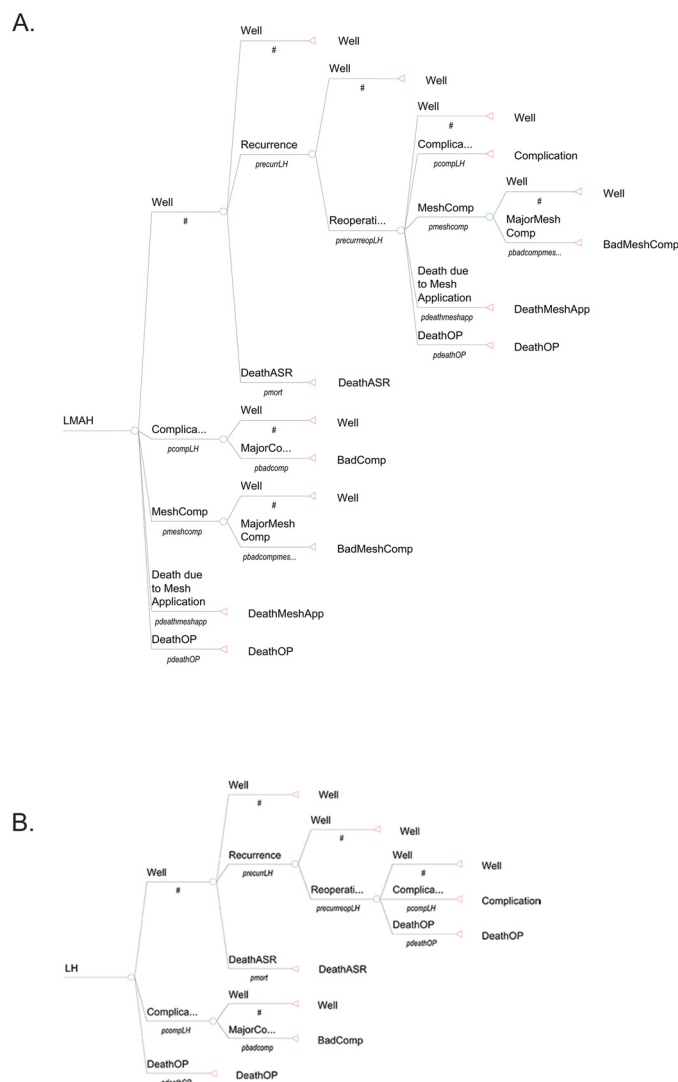 A.
Well
#
Well
Well
#
Well
Well
#
Well
Recurrence
precurrLH
Complica...
pcompLH
Complication
Well
#
Well
Well
#
Reoperati...
precurrreopLH
MeshComp
pmeshcomp
MajorMesh
Comp
pbadcompmes...
BadMeshComp
Death due
to Mesh
Application
pdeathmeshapp
DeathMeshApp
DeathOP
pdeathOP
DeathOP
DeathASR
pmort
DeathASR
LMAH
Complica...
pcompLH
Well
#
Well
MajorCo...
pbadcomp
BadComp
MeshComp
pmeshcomp
Well
#
Well
MajorMesh
Comp
pbadcompmes...
BadMeshComp
Death due
to Mesh
Application
pdeathmeshapp
DeathMeshApp
DeathOP
pdeathOP
DeathOP
B.
Well
#
Well
Well
#
Well
Recurrence
precurrLH
Well
#
Well
Well
#
Reoperati...
precurrreopLH
Complica...
pcompLH
Complication
DeathOP
pdeathOP
DeathOP
DeathASR
pmort
DeathASR
LH
Complica...
pcompLH
Well
#
Well
MajorCo...
pbadcomp
BadComp
DeathOP
pdeathOP
DeathOP